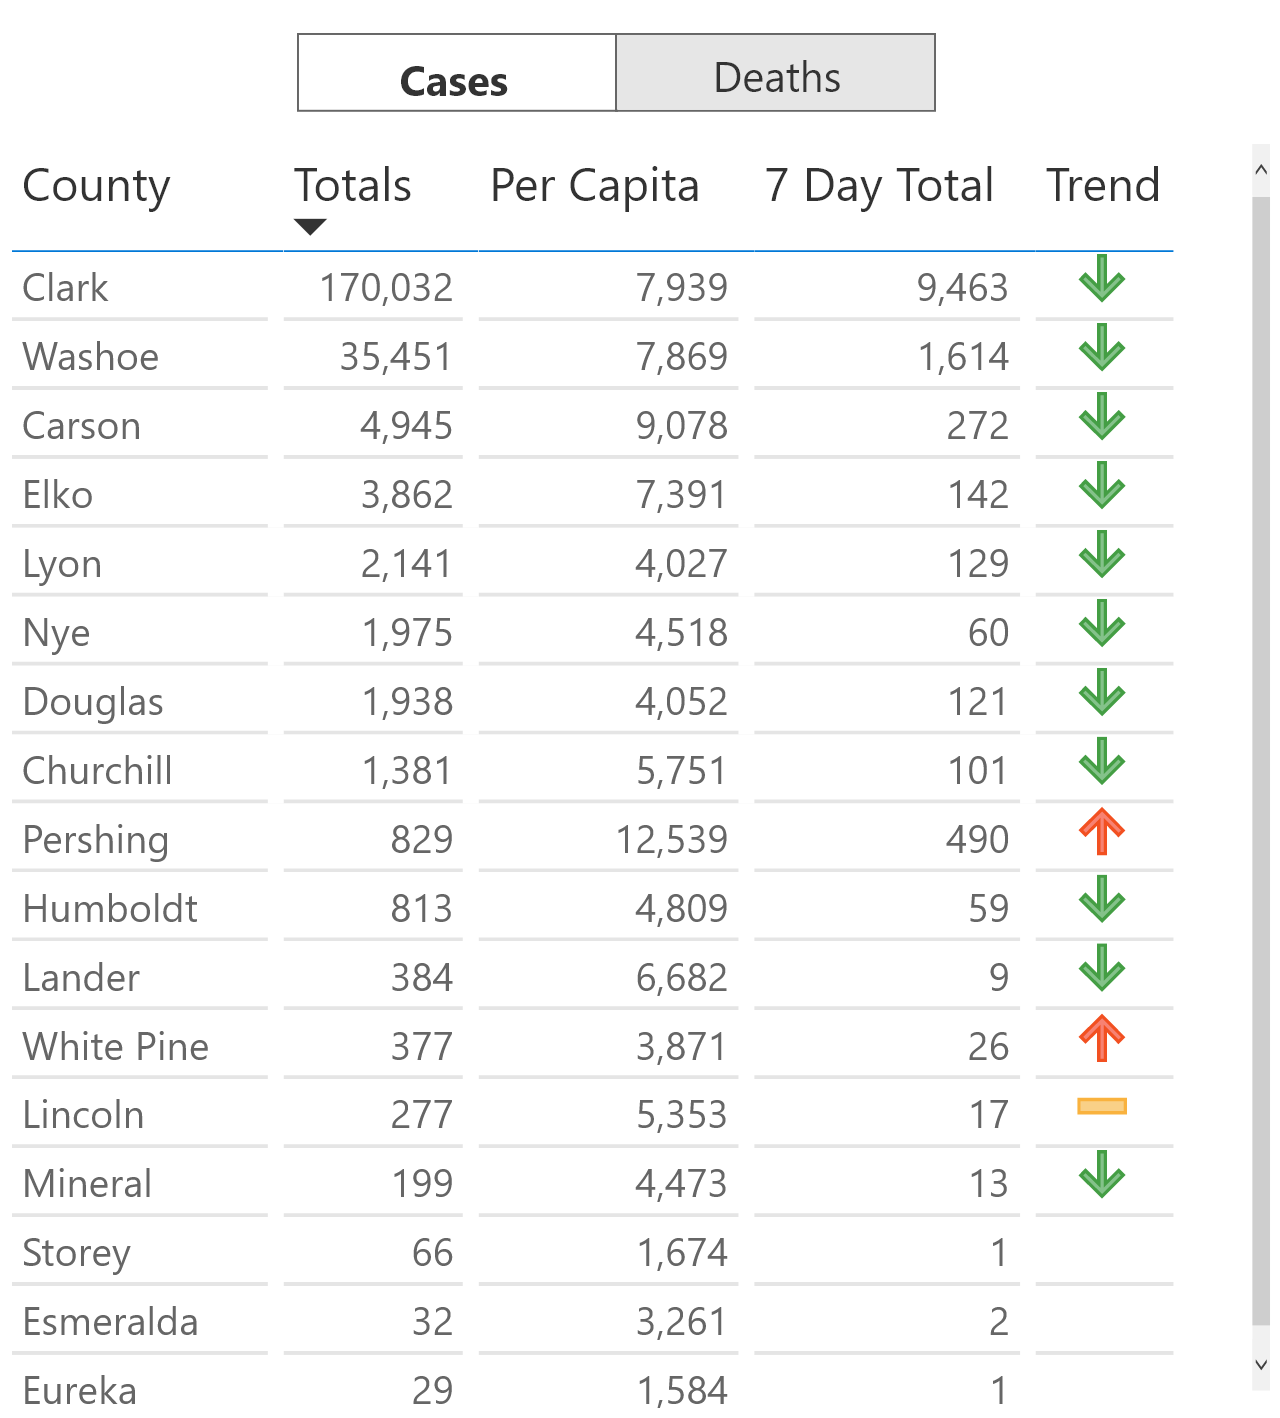 Cases Deaths
County Totals Per Capita 7 Day Total Trend
Clark 170,032 7,939 9,463
Washoe 35,451 7,869 1,614
Carson 4,945 9,078 272
Elko 3,862 7,391 142
Lyon 2,141 4,027 129
Nye 1,975 4,518 60
Douglas 1,938 4,052 121
Churchill 1,381 5,751 101
Pershing 829 12,539 490
Humboldt 813 4,809 59
Lander 384 6,682 9
White Pine 377 3,871 26
Lincoln 277 5,353 17
Mineral 199 4,473 13
Storey 66 1,674 1
Esmeralda 32 3,261 2
Eureka 29 1,584 1